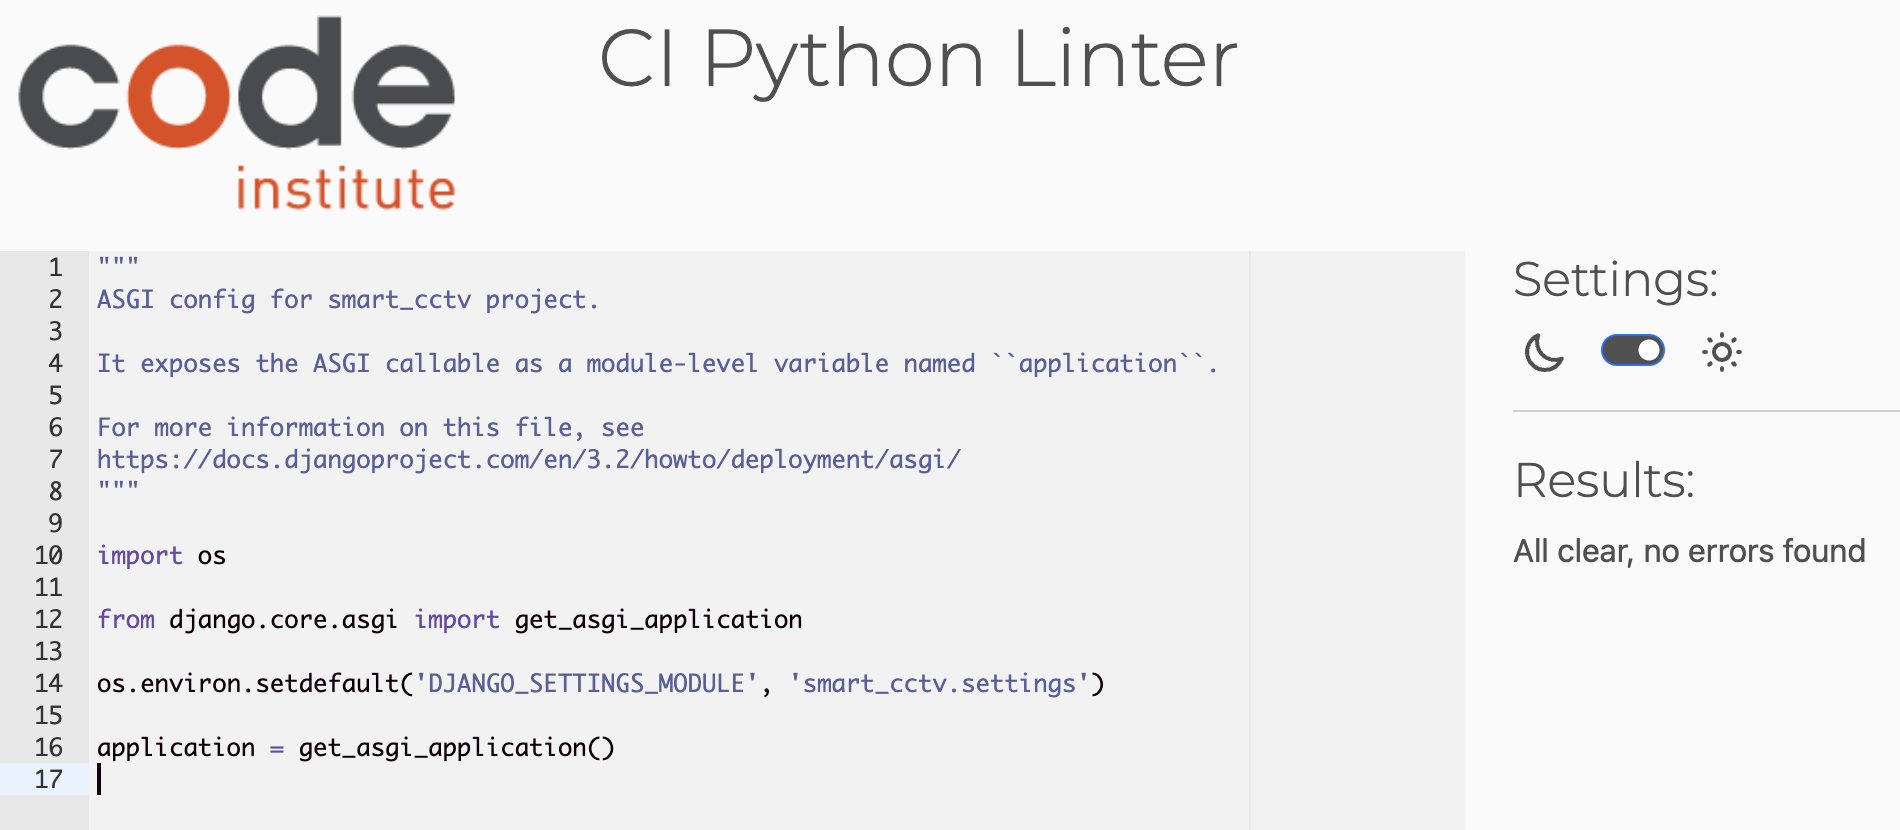 code
institute
CI Python Linter
1 """
2 ASGI config for smart_cctv project.
3
4 It exposes the ASGI callable as a module-level variable named ``application``.
5
6 For more information on this file, see
7 https://docs.djangoproject.com/en/3.2/howto/deployment/asgi/
8 """
9
10 import os
11
12 from django.core.asgi import get_asgi_application
13
14 os.environ.setdefault('DJANGO_SETTINGS_MODULE', 'smart_cctv.settings')
15
16 application = get_asgi_application()
17
Settings:
Results:
All clear, no errors found